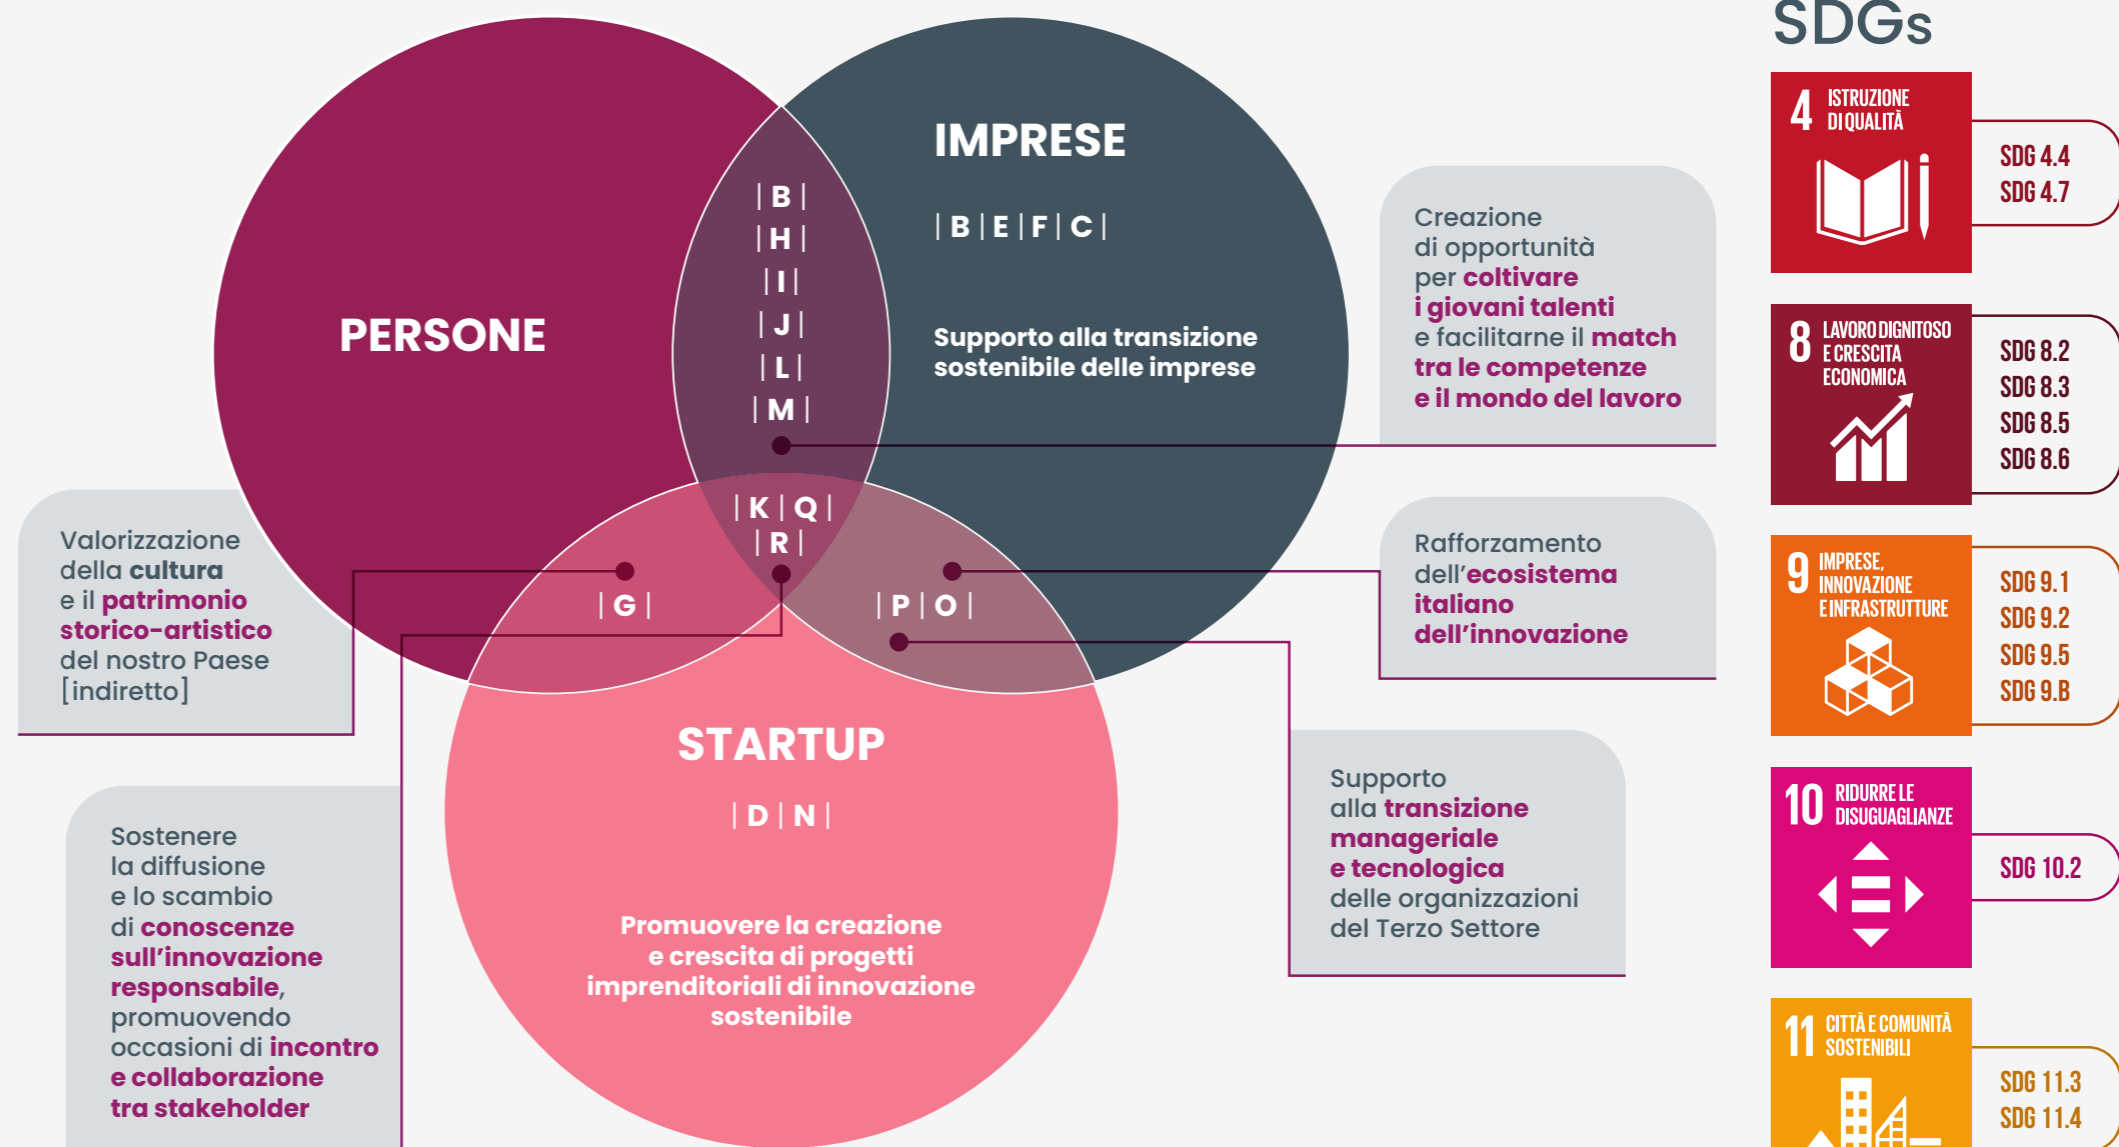 PERSONE
IMPRESE
| B | E | F | C |
Supporto alla transizione
sostenibile delle imprese
| B |
| H |
| I |
| J |
| L |
| M |
| K | Q |
| R |
| G |
| P | O |
STARTUP
| D | N |
Promuovere la creazione
e crescita di progetti
imprenditoriali di innovazione
sostenibile
Valorizzazione
della cultura
e il patrimonio
storico-artistico
del nostro Paese
[indiretto]
Sostenere
la diffusione
e lo scambio
di conoscenze
sull’innovazione
responsabile,
promuovendo
occasioni di incontro
e collaborazione
tra stakeholder
Creazione
di opportunità
per coltivare
i giovani talenti
e facilitarne il match
tra le competenze
e il mondo del lavoro
Rafforzamento
dell’ecosistema
italiano
dell’innovazione
Supporto
alla transizione
manageriale
e tecnologica
delle organizzazioni
del Terzo Settore
SDGs
4 ISTRUZIONE
DI QUALITÀ
SDG 4.4
SDG 4.7
8 LAVORO DIGNITOSO
E CRESCITA
ECONOMICA
SDG 8.2
SDG 8.3
SDG 8.5
SDG 8.6
9 IMPRESE,
INNOVAZIONE
E INFRASTRUTTURE
SDG 9.1
SDG 9.2
SDG 9.5
SDG 9.B
10 RIDURRE LE
DISUGUAGLIANZE
SDG 10.2
11 CITTÀ E COMUNITÀ
SOSTENIBILI
SDG 11.3
SDG 11.4